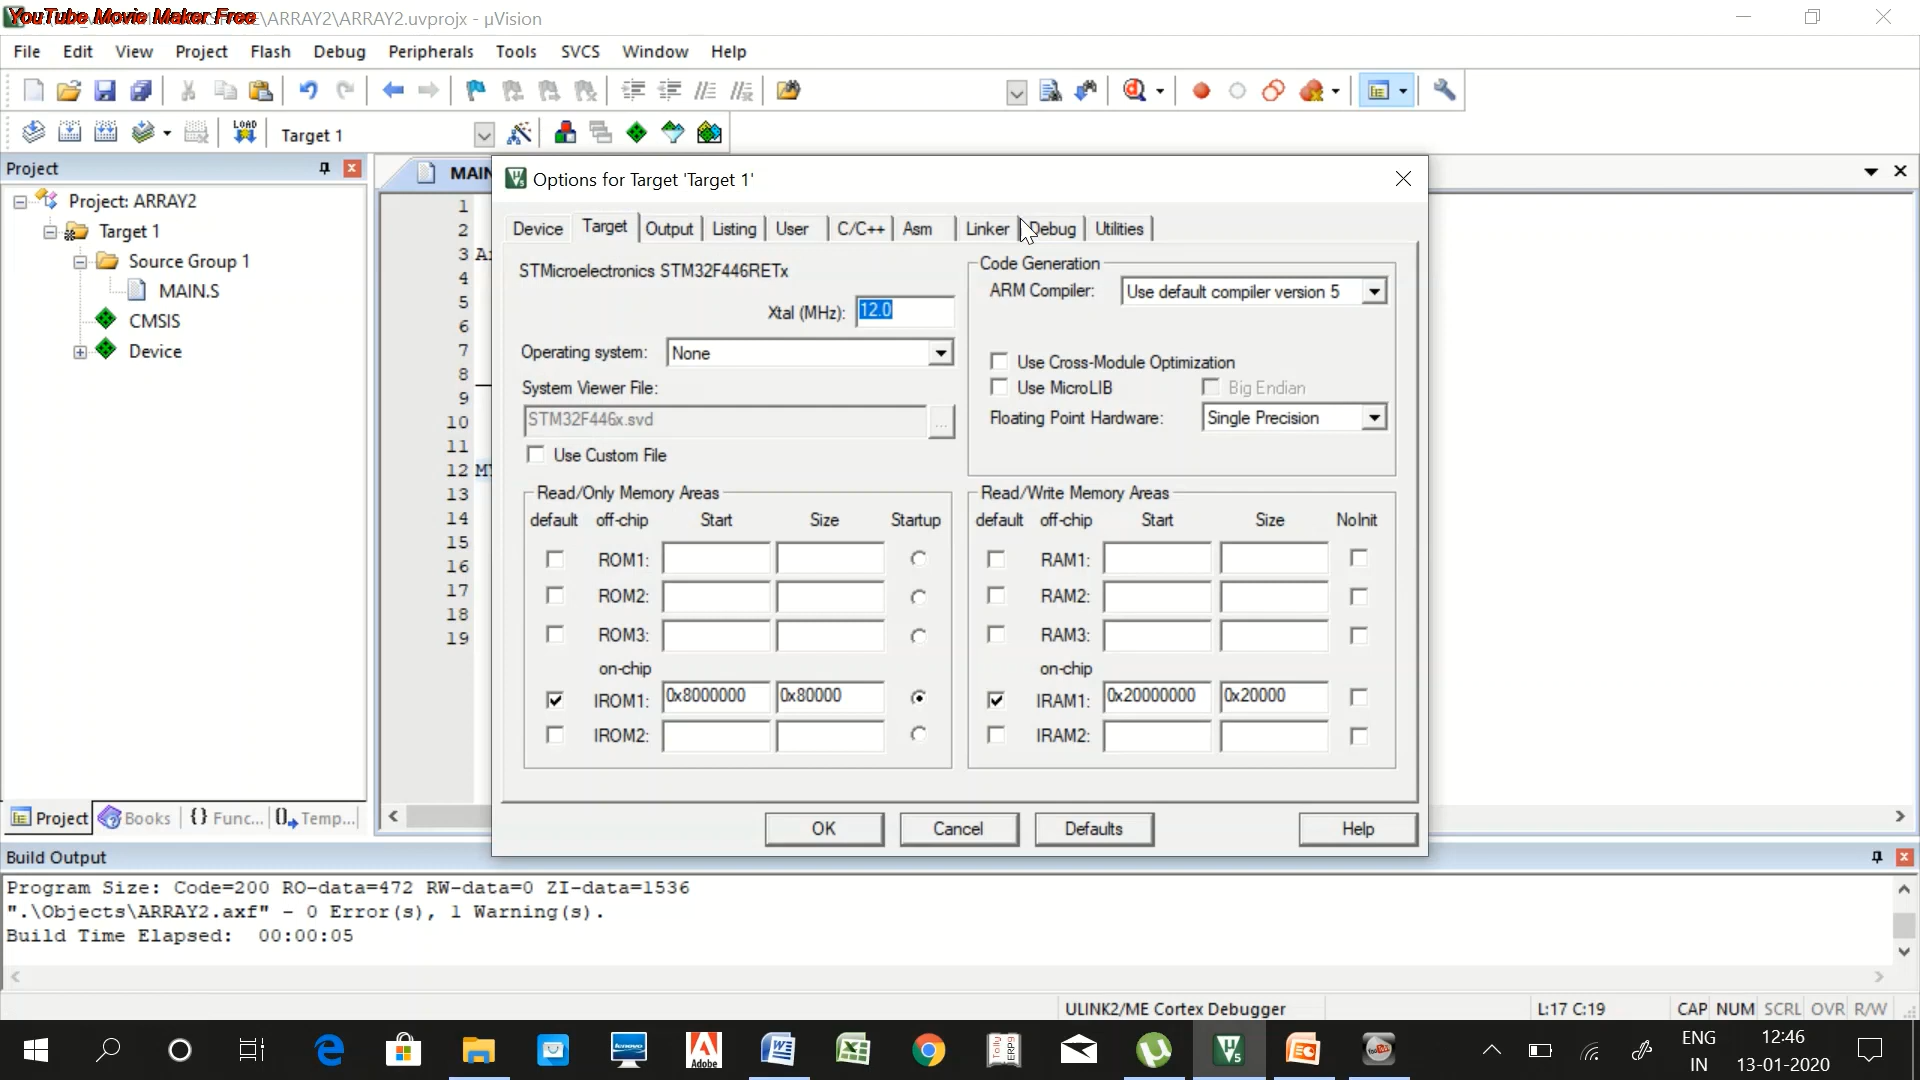 YouTube Movie Maker Free
E\ARRAY2\ARRAY2.uvprojx - µVision
File Edit View Project Flash Debug Peripherals Tools SVCS Window Help
LOAD
Target 1
Project
MAIN
Project: ARRAY2
Target 1
Source Group 1
MAIN.S
CMSIS
Device
1
2
3
4
5
6
7
8
9
10
11
12
13
14
15
16
17
18
19
Options for Target 'Target 1'
Device Target Output Listing User C/C++ Asm Linker Debug Utilities
STMicroelectronics STM32F446RETx
Xtal (MHz): 12.0
Operating system: None
System Viewer File:
STM32F446x.svd
...
Use Custom File
Code Generation
ARM Compiler: Use default compiler version 5
Use Cross-Module Optimization
Use MicroLIB Big Endian
Floating Point Hardware: Single Precision
Read/Only Memory Areas
default off-chip Start Size Startup
ROM1:
ROM2:
ROM3:
on-chip
IROM1: 0x8000000 0x80000
IROM2:
Read/Write Memory Areas
default off-chip Start Size NoInit
RAM1:
RAM2:
RAM3:
on-chip
IRAM1: 0x20000000 0x20000
IRAM2:
OK Cancel Defaults Help
Project Books {} Func... Temp...
Build Output
Program Size: Code=200 RO-data=472 RW-data=0 ZI-data=1536
".\Objects\ARRAY2.axf" - 0 Error(s), 1 Warning(s).
Build Time Elapsed: 00:00:05
ULINK2/ME Cortex Debugger L:17 C:19 CAP NUM SCRL OVR R/W
lenovo
Adobe
Tally ERP9
ENG
IN
12:46
13-01-2020